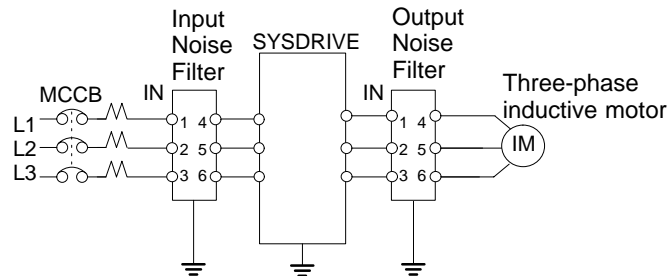 Input
Noise
Filter
SYSDRIVE
Output
Noise
Filter
Three-phase
inductive motor
MCCB
IN
IN
L1
1 4
1 4
L2
2 5
2 5
IM
L3
3 6
3 6